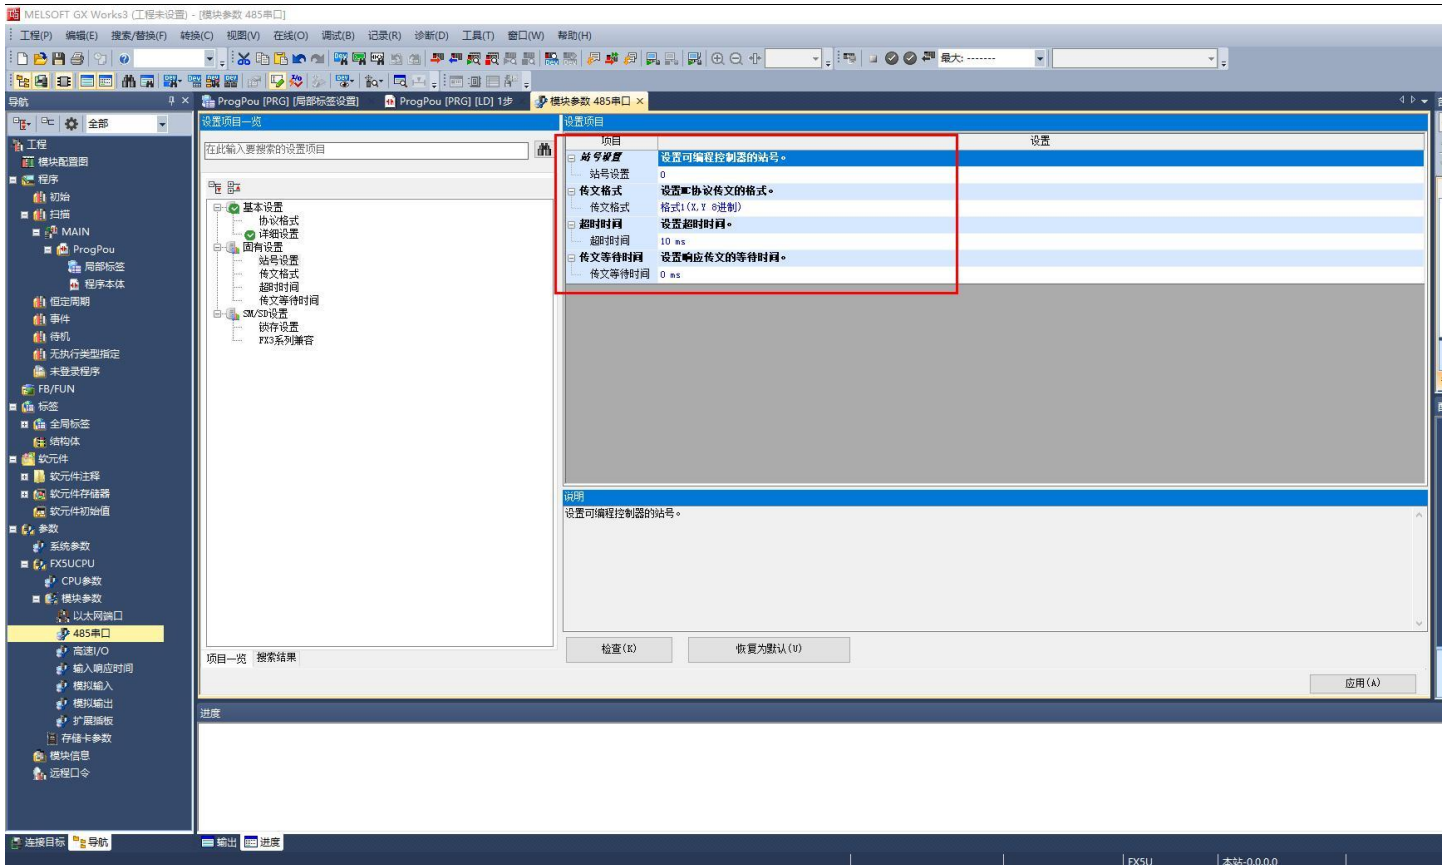 MELSOFT GX Works3 (工程未设置) - [模块参数 485串口]
工程(P) 编辑(E) 搜索/替换(F) 转换(C) 视图(V) 在线(O) 调试(B) 记录(R) 诊断(D) 工具(T) 窗口(W) 帮助(H)
最大: -------
导航
ProgPou [PRG] [局部标签设置]
ProgPou [PRG] [LD] 1步
模块参数 485串口
全部
工程
模块配置图
程序
初始
扫描
MAIN
ProgPou
局部标签
程序本体
恒定周期
事件
待机
无执行类型指定
未登录程序
FB/FUN
标签
全局标签
结构体
软元件
软元件注释
软元件存储器
软元件初始值
参数
系统参数
FX5UCPU
CPU参数
模块参数
以太网端口
485串口
高速I/O
输入响应时间
模拟输入
模拟输出
扩展插板
存储卡参数
模块信息
远程口令
连接目标 导航
设置项目一览
在此输入要搜索的设置项目
基本设置
协议格式
详细设置
固有设置
站号设置
传文格式
超时时间
传文等待时间
SM/SD设置
锁存设置
FX3系列兼容
项目一览 搜索结果
设置项目
项目 设置
站号设置 设置可编程控制器的站号。
站号设置 0
传文格式 设置MC协议传文的格式。
传文格式 格式1(X,Y 8进制)
超时时间 设置超时时间。
超时时间 10 ms
传文等待时间 设置响应传文的等待时间。
传文等待时间 0 ms
说明
设置可编程控制器的站号。
检查(K) 恢复为默认(U)
应用(A)
进度
输出 进度
FX5U 本站-0.0.0.0